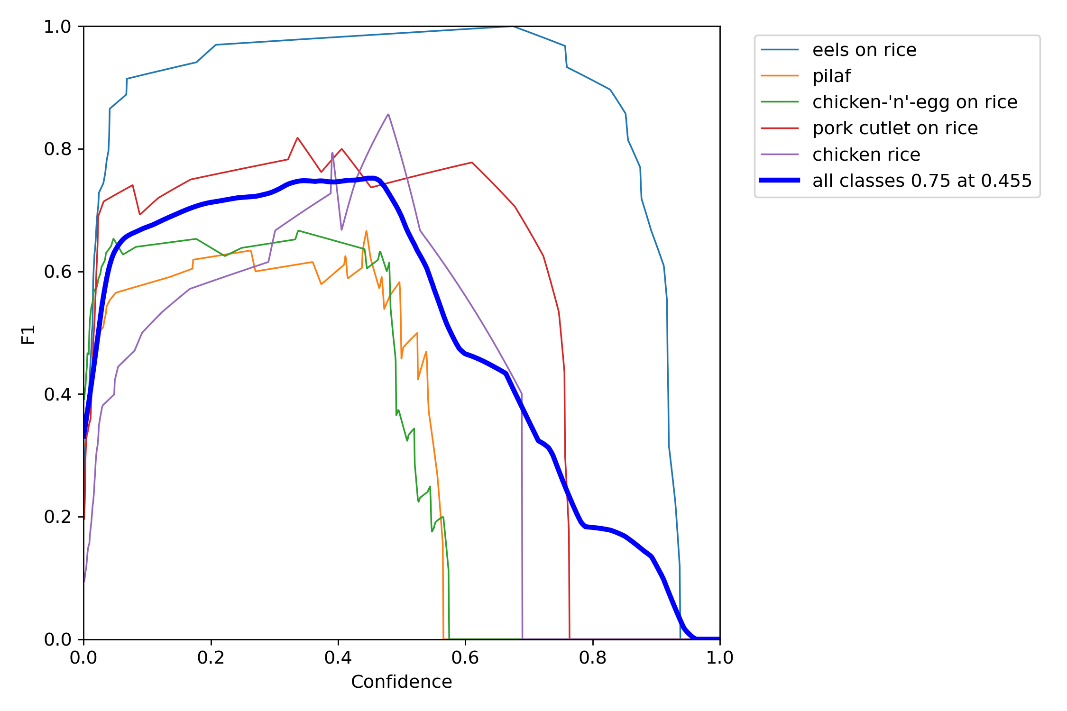 1.0
0.8
0.6
0.4
0.2
0.0
F1
0.0 0.2 0.4 0.6 0.8 1.0
Confidence
eels on rice
pilaf
chicken-'n'-egg on rice
pork cutlet on rice
chicken rice
all classes 0.75 at 0.455